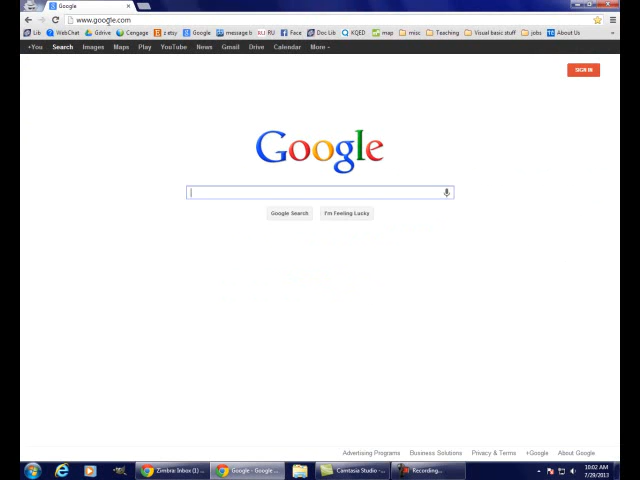 Google
www.google.com
Lib WebChat Gdrive Cengage z etsy Google message b RU Face Doc Lib KQED map misc Teaching Visual basic stuff jobs About Us
+You Search Images Maps Play YouTube News Gmail Drive Calendar More
SIGN IN
Google
Google Search I'm Feeling Lucky
Advertising Programs Business Solutions Privacy & Terms +Google About Google
Zimbra: Inbox (1) ... Google - Google ... Camtasia Studio - ... Recording... 10:02 AM
7/29/2013